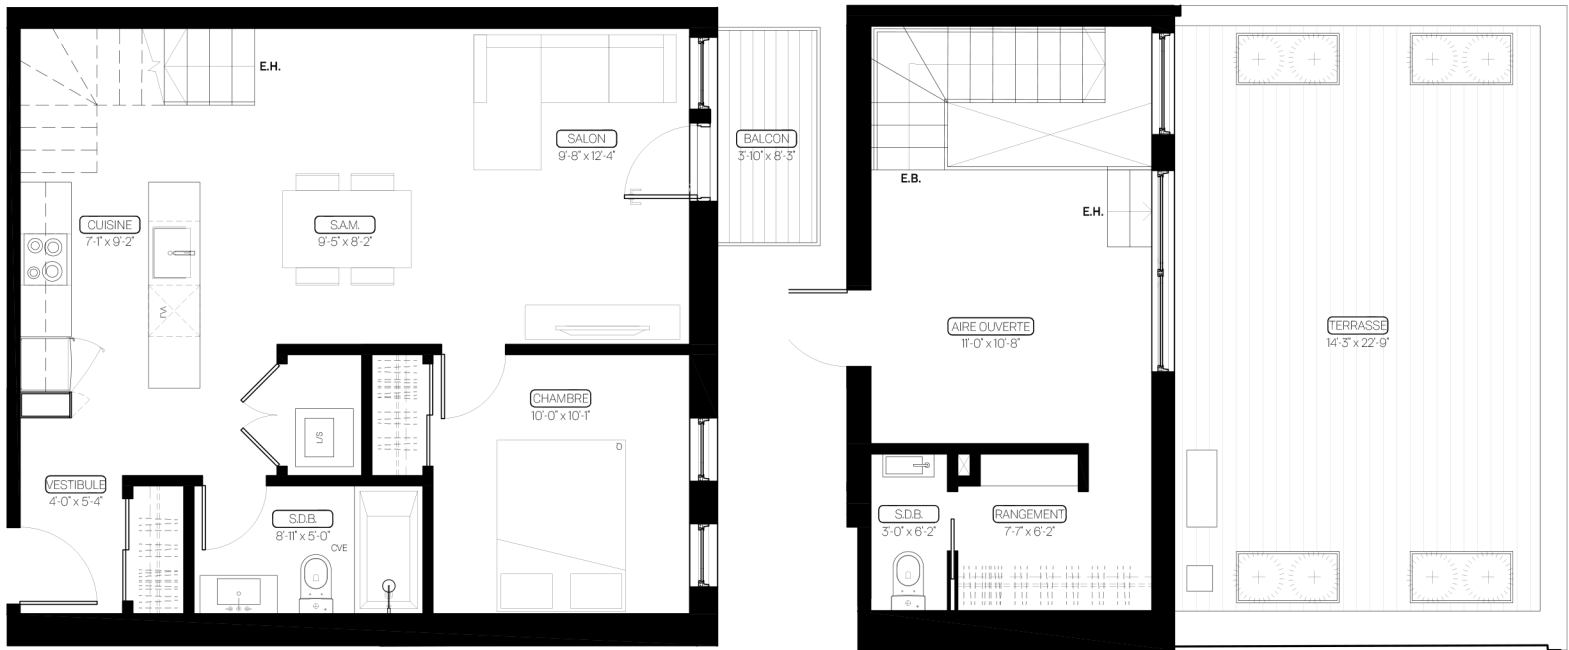 E.H.
SALON
9'-8" x 12'-4"
BALCON
3'-10" x 8'-3"
CUISINE
7'-1" x 9'-2"
S.A.M.
9'-5" x 8'-2"
LV
L/S
CHAMBRE
10'-0" x 10'-1"
VESTIBULE
4'-0" x 5'-4"
S.D.B.
8'-11" x 5'-0"
CVE
E.B.
E.H.
AIRE OUVERTE
11'-0" x 10'-8"
TERRASSE
14'-3" x 22'-9"
S.D.B.
3'-0" x 6'-2"
RANGEMENT
7'-7" x 6'-2"